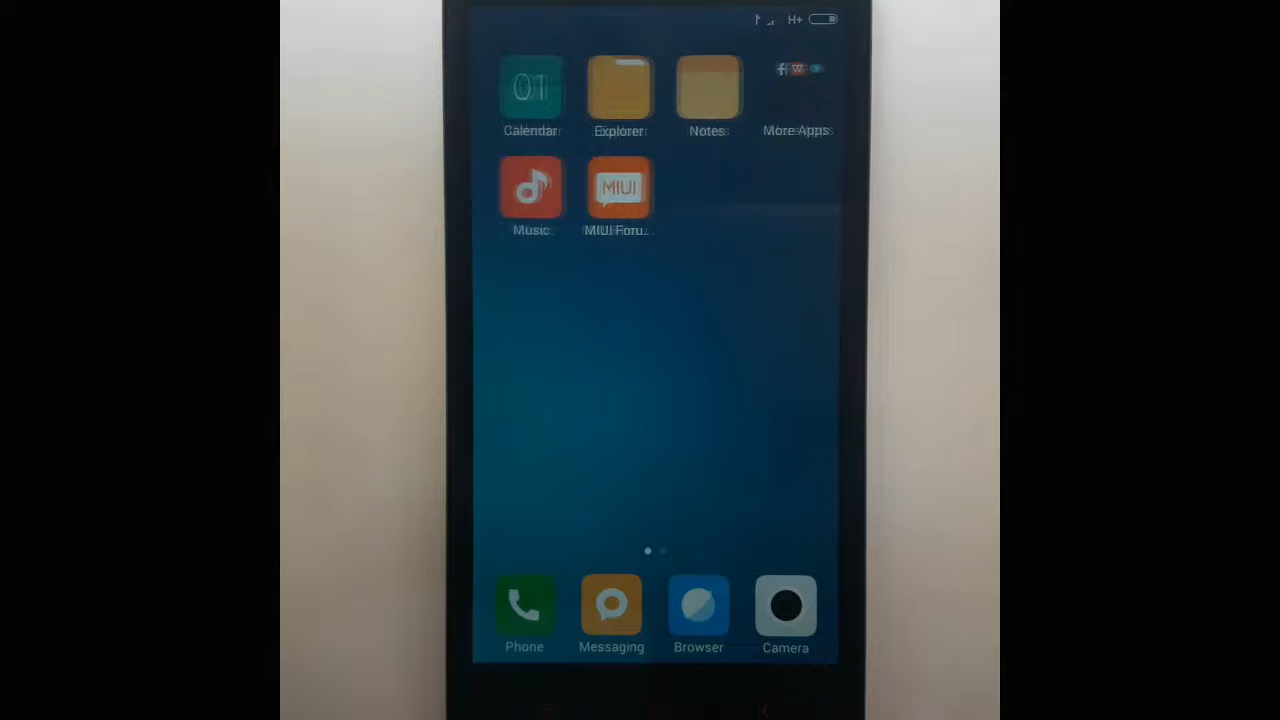 H+
01
Calendar Explorer Notes More Apps
MIUI
Music MIUI Foru...
Phone Messaging Browser Camera